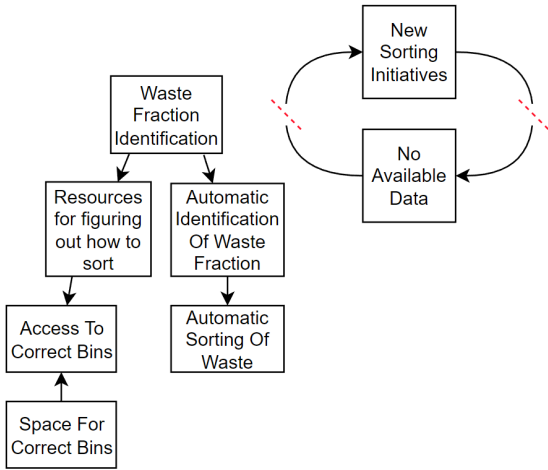 New
Sorting
Initiatives
Waste
Fraction
Identification
No
Available
Data
Resources
for figuring
out how to
sort
Automatic
Identification
Of Waste
Fraction
Access To
Correct Bins
Automatic
Sorting Of
Waste
Space For
Correct Bins